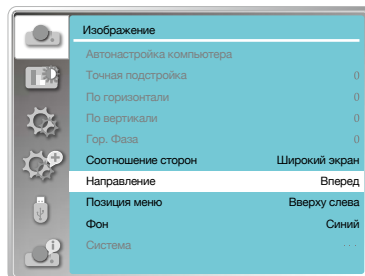 Изображение
Автонастройка компьютера
Точная подстройка 0
По горизонтали 0
По вертикали 0
Гор. Фаза 0
Соотношение сторон Широкий экран
Направление Вперед
Позиция меню Вверху слева
Фон Синий
Система ...